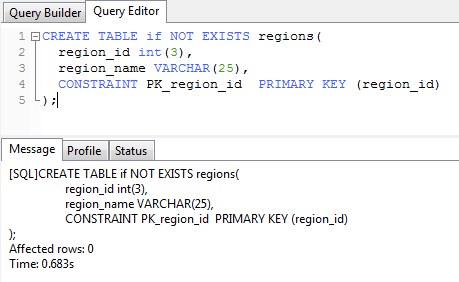 Query Builder Query Editor
1 CREATE TABLE if NOT EXISTS regions(
2 region_id int(3),
3 region_name VARCHAR(25),
4 CONSTRAINT PK_region_id  PRIMARY KEY (region_id)
5 );
Message Profile Status
[SQL]CREATE TABLE if NOT EXISTS regions(
region_id int(3),
region_name VARCHAR(25),
CONSTRAINT PK_region_id  PRIMARY KEY (region_id)
);
Affected rows: 0
Time: 0.683s